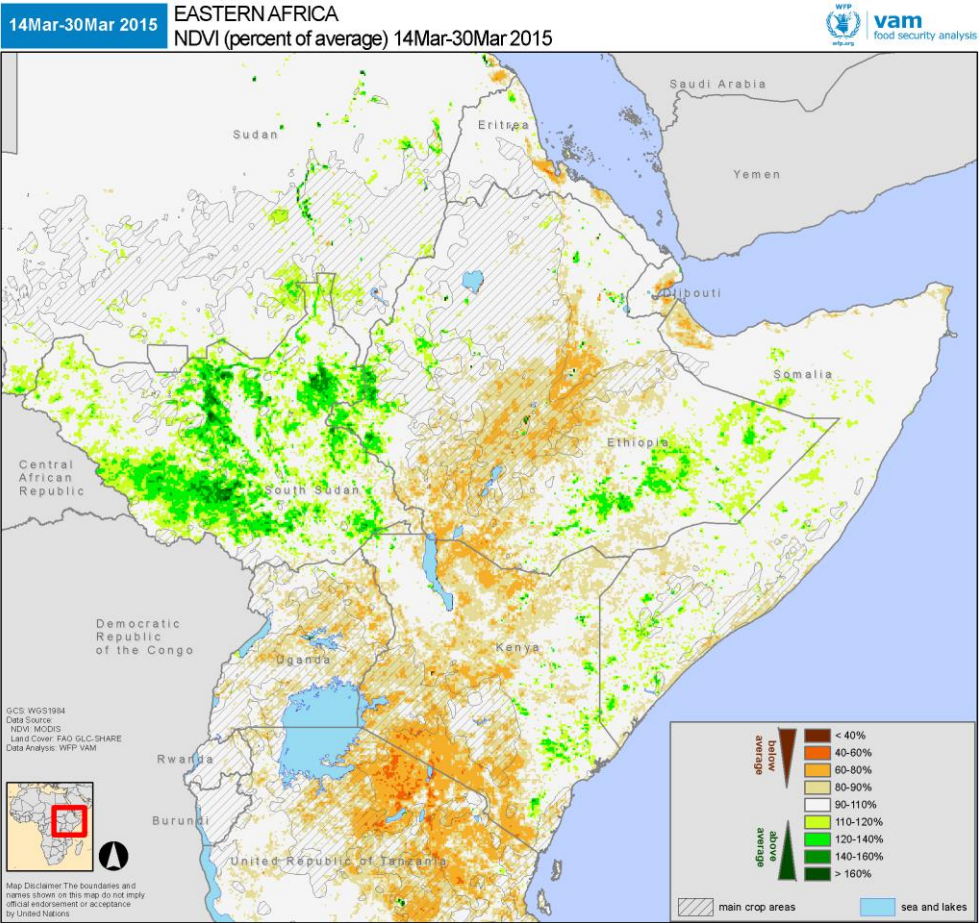 14Mar-30Mar 2015
EASTERN AFRICA
NDVI (percent of average) 14Mar-30Mar 2015
WFP
wfp.org
vam
food security analysis
Saudi Arabia
Sudan
Eritrea
Yemen
Djibouti
Somalia
Ethiopia
Central
African
Republic
South Sudan
Democratic
Republic
of the Congo
Kenya
Uganda
GCS: WGS1984
Data Source:
NDVI: MODIS
Land Cover: FAO GLC-SHARE
Data Analysis: WFP VAM
Rwanda
Burundi
United Republic of Tanzania
Map Disclaimer: The boundaries and
names shown on this map do not imply
official endorsement or acceptance
by United Nations
below
average
above
average
< 40%
40-60%
60-80%
80-90%
90-110%
110-120%
120-140%
140-160%
> 160%
main crop areas
sea and lakes